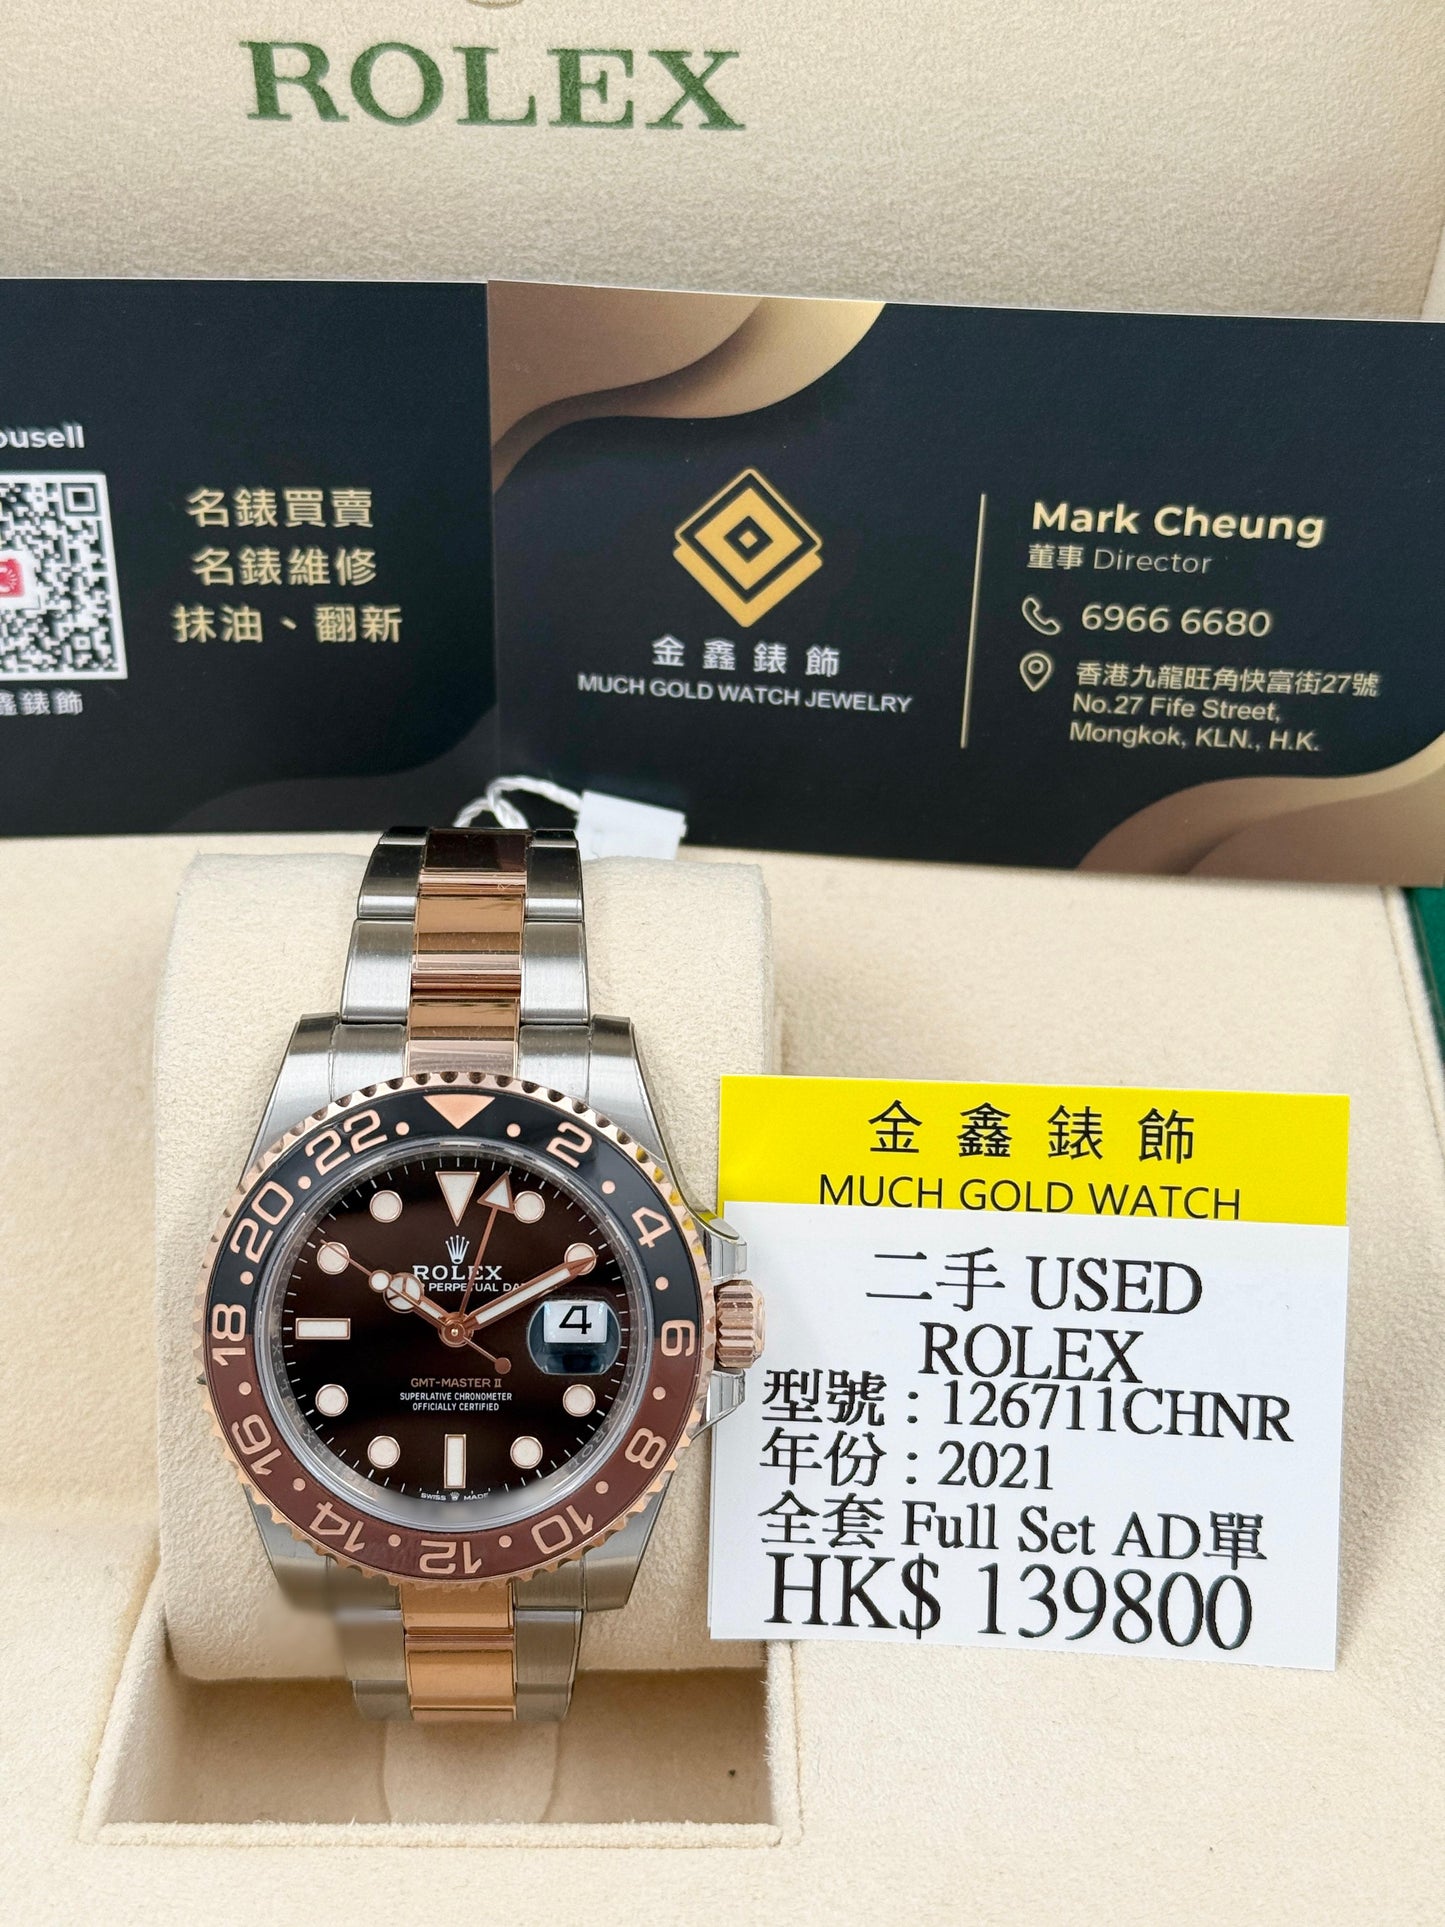 ROLEX
名錶買賣
名錶維修
抹油、翻新
錶飾
金鑫錶飾
MUCH GOLD WATCH JEWELRY
Mark Cheung
董事 Director
6966 6680
香港九龍旺角快富街27號
No.27 Fife Street,
Mongkok, KLN., H.K.
2
4
6
8
10
12
14
16
18
20
22
ROLEX
PERPETUAL
4
GMT-MASTER II
SUPERLATIVE CHRONOMETER
OFFICIALLY CERTIFIED
SWISS MADE
金鑫錶飾
MUCH GOLD WATCH
二手 USED
ROLEX
型號：126711CHNR
年份：2021
全套 Full Set AD單
HK$ 139800